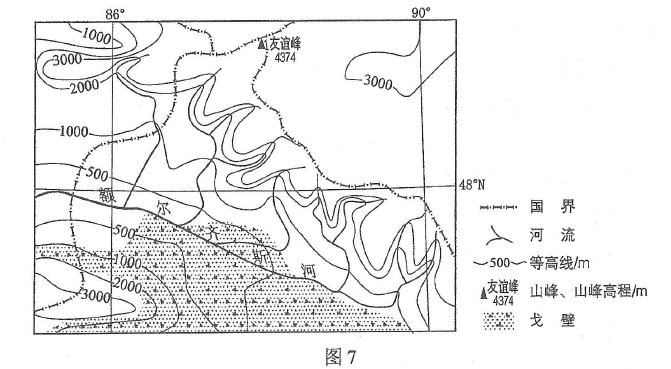 86°
90°
1000
友谊峰
4374
3000
2000
3000
1000
500
48°N
额
尔
齐
斯
河
500
1000
2000
3000
国界
河流
500 等高线/m
友谊峰
4374
山峰、山峰高程/m
戈壁
图7